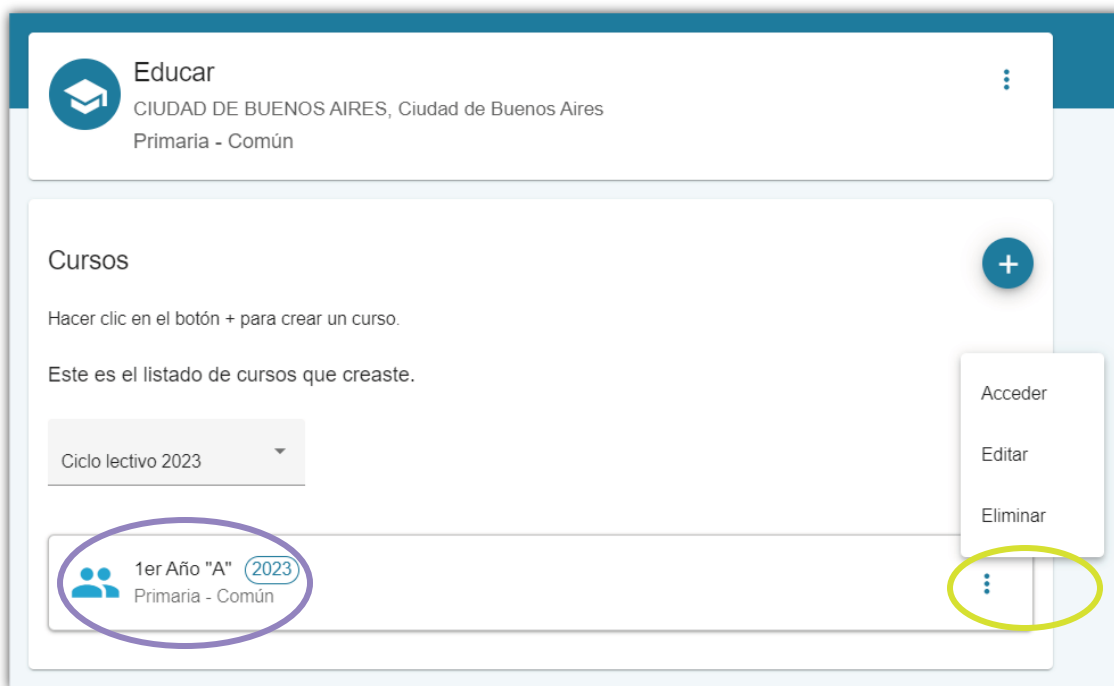 Educar
CIUDAD DE BUENOS AIRES, Ciudad de Buenos Aires
Primaria - Común
Cursos
+
Hacer clic en el botón + para crear un curso.
Este es el listado de cursos que creaste.
Ciclo lectivo 2023
Acceder
Editar
Eliminar
1er Año "A" 2023
Primaria - Común